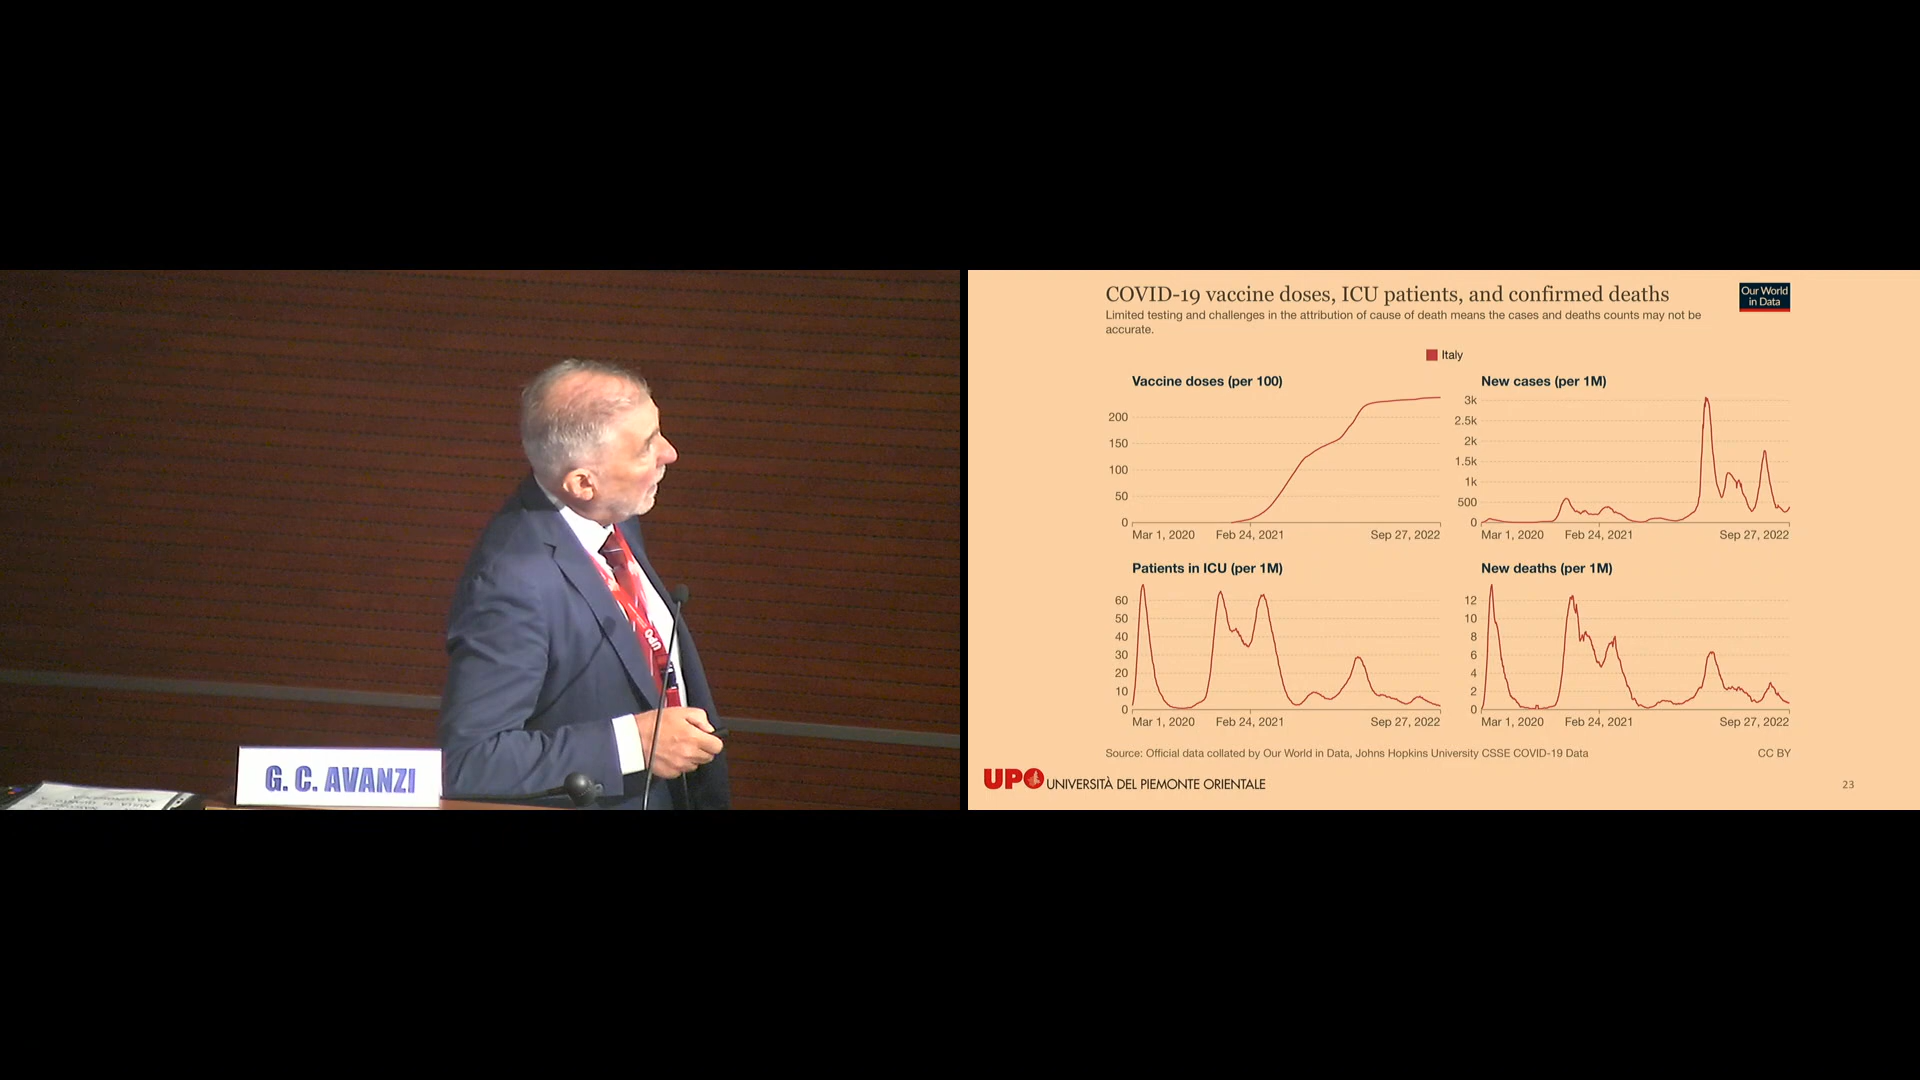 G. C. AVANZI
UPO
COVID-19 vaccine doses, ICU patients, and confirmed deaths
Limited testing and challenges in the attribution of cause of death means the cases and deaths counts may not be
accurate.
Our World
in Data
Italy
Vaccine doses (per 100)
200
150
100
50
0
Mar 1, 2020 Feb 24, 2021 Sep 27, 2022
New cases (per 1M)
3k
2.5k
2k
1.5k
1k
500
0
Mar 1, 2020 Feb 24, 2021 Sep 27, 2022
Patients in ICU (per 1M)
60
50
40
30
20
10
0
Mar 1, 2020 Feb 24, 2021 Sep 27, 2022
New deaths (per 1M)
12
10
8
6
4
2
0
Mar 1, 2020 Feb 24, 2021 Sep 27, 2022
Source: Official data collated by Our World in Data, Johns Hopkins University CSSE COVID-19 Data
CC BY
UPO UNIVERSITÀ DEL PIEMONTE ORIENTALE
23